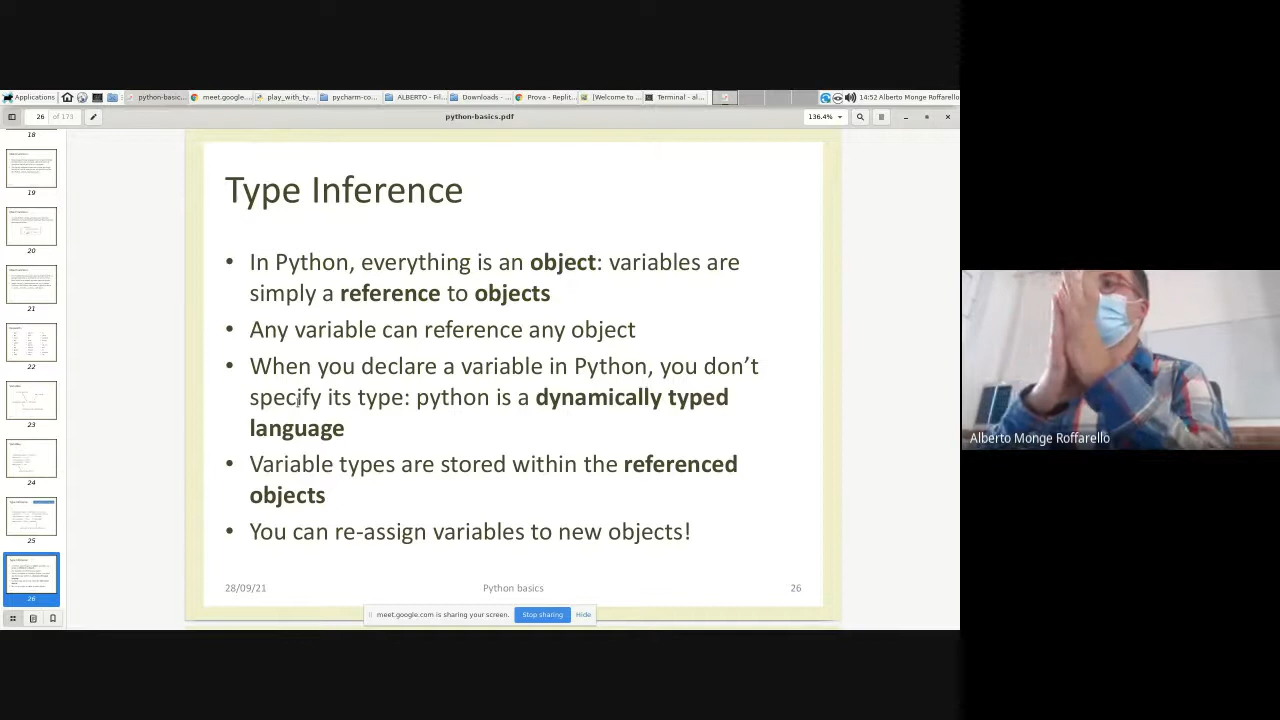 Applications
python-basic...
meet.google....
play_with_ty...
pycharm-co...
ALBERTO - Fil...
Downloads - ...
Prova - Replit...
[Welcome to ...
Terminal - al...
14:52 Alberto Monge Roffarello
26 of 173
python-basics.pdf
136.4%
18
19
20
21
22
23
24
25
26
Type Inference
• In Python, everything is an object: variables are
simply a reference to objects
• Any variable can reference any object
• When you declare a variable in Python, you don’t
specify its type: python is a dynamically typed
language
• Variable types are stored within the referenced
objects
• You can re-assign variables to new objects!
28/09/21
Python basics
26
meet.google.com is sharing your screen.
Stop sharing
Hide
Alberto Monge Roffarello